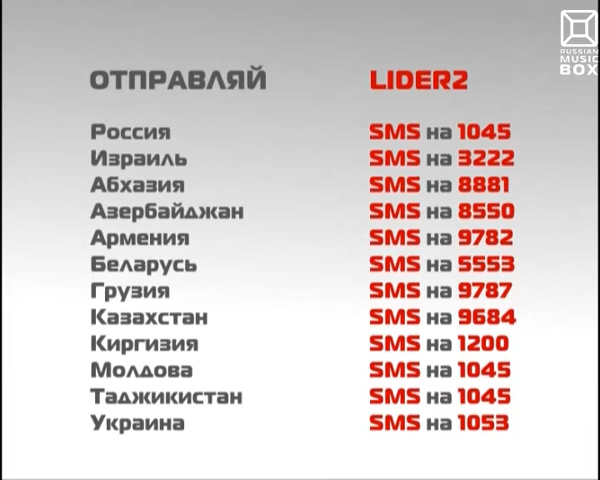 RUSSIAN
MUSIC
BOX
ОТПРАВЛЯЙ LIDER2
Россия SMS на 1045
Израиль SMS на 3222
Абхазия SMS на 8881
Азербайджан SMS на 8550
Армения SMS на 9782
Беларусь SMS на 5553
Грузия SMS на 9787
Казахстан SMS на 9684
Киргизия SMS на 1200
Молдова SMS на 1045
Таджикистан SMS на 1045
Украина SMS на 1053